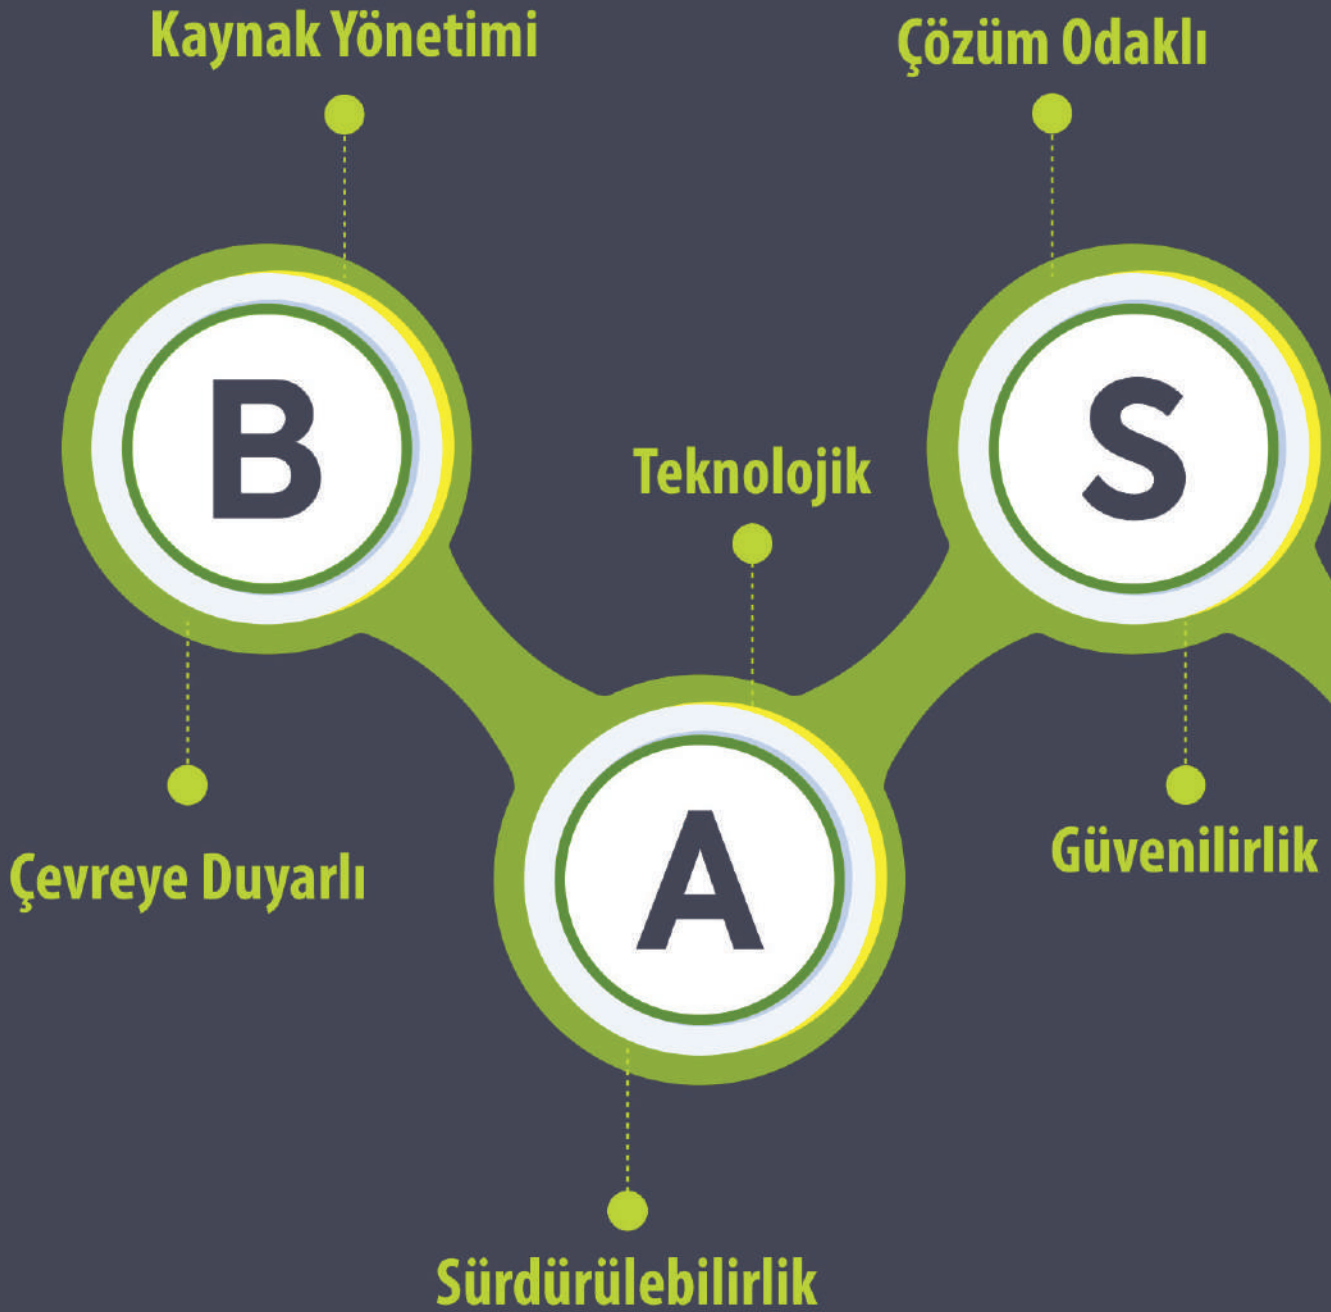 Kaynak Yönetimi
Çözüm Odaklı
B
S
Teknolojik
Çevreye Duyarlı
A
Güvenilirlik
Sürdürülebilirlik